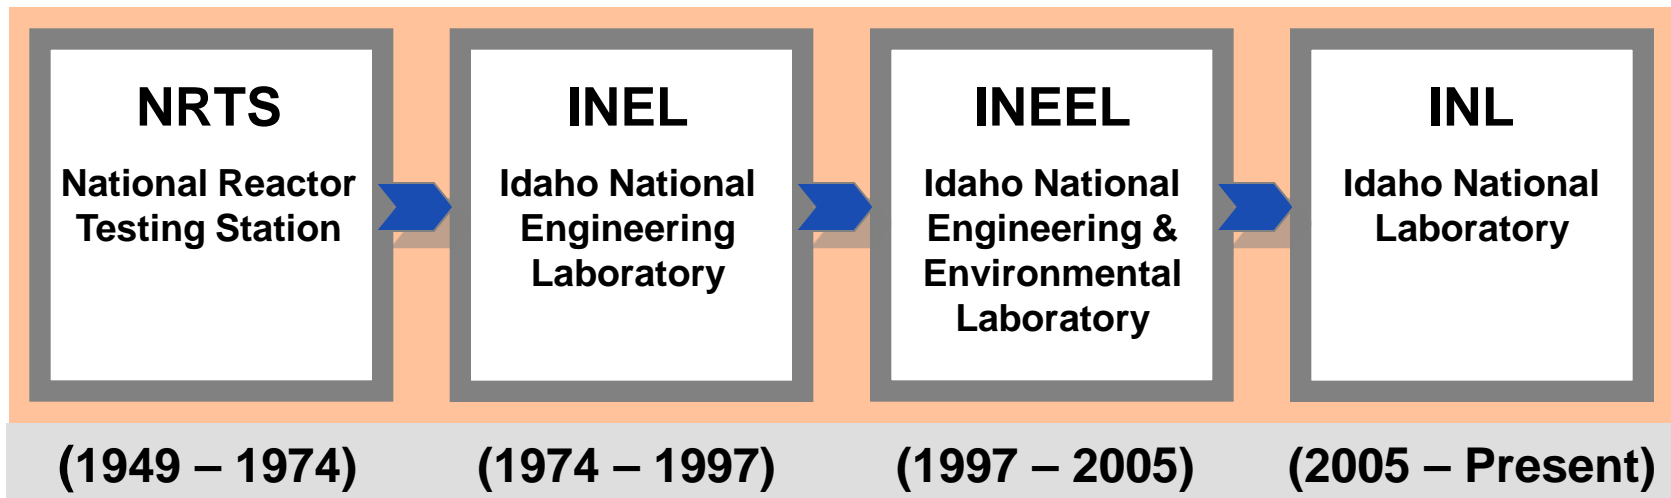 NRTS
National Reactor
Testing Station
(1949 – 1974)
INEL
Idaho National
Engineering
Laboratory
(1974 – 1997)
INEEL
Idaho National
Engineering &
Environmental
Laboratory
(1997 – 2005)
INL
Idaho National
Laboratory
(2005 – Present)